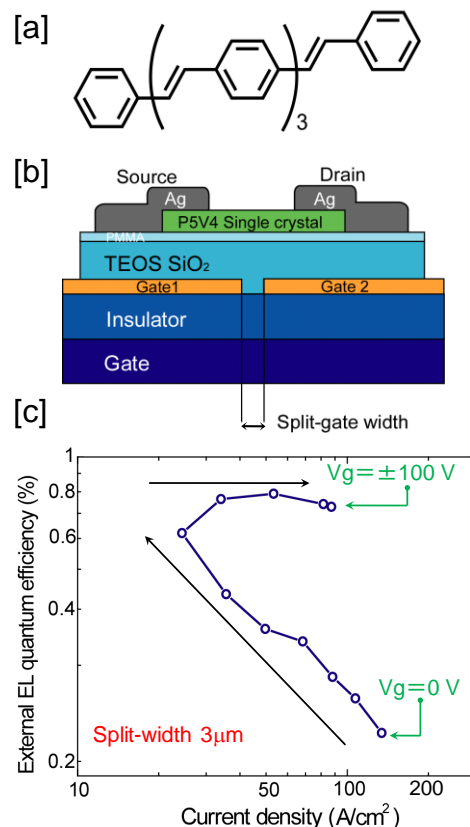 [a]
3
[b]
Source
Drain
Ag
Ag
P5V4 Single crystal
PMMA
TEOS SiO₂
Gate1
Gate 2
Insulator
Gate
Split-gate width
[c]
1
0.8
0.6
0.4
0.2
External EL quantum efficiency (%)
Vg=±100 V
Vg=0 V
Split-width 3μm
10
50
100
200
Current density (A/cm²)